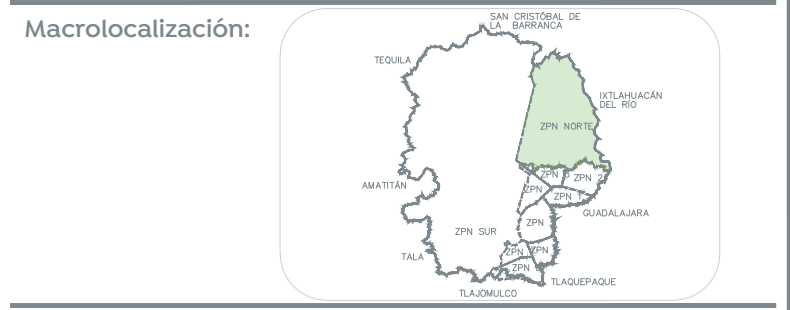 Macrolocalización:
SAN CRISTÓBAL DE
LA BARRANCA
TEQUILA
IXTLAHUACÁN
DEL RÍO
ZPN NORTE
ZPN
ZPN 2
AMATITÁN
ZPN
ZPN 1
GUADALAJARA
ZPN
ZPN SUR
ZPN
ZPN
TALA
ZPN
TLAQUEPAQUE
TLAJOMULCO